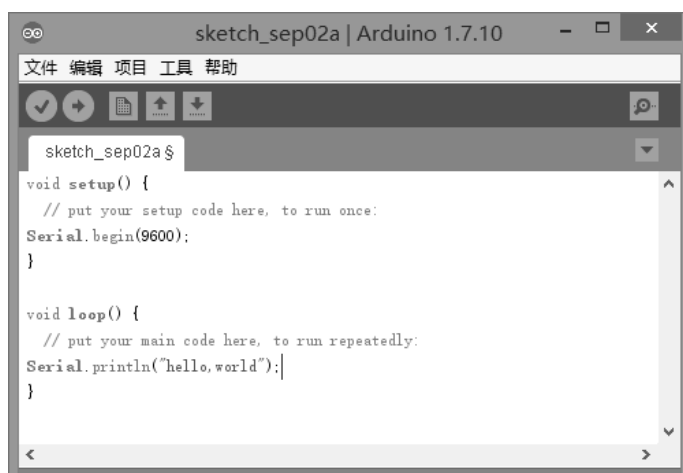 sketch_sep02a | Arduino 1.7.10
文件 编辑 项目 工具 帮助
sketch_sep02a §
void setup() {
  // put your setup code here, to run once:
Serial.begin(9600);
}
void loop() {
  // put your main code here, to run repeatedly:
Serial.println("hello,world");
}